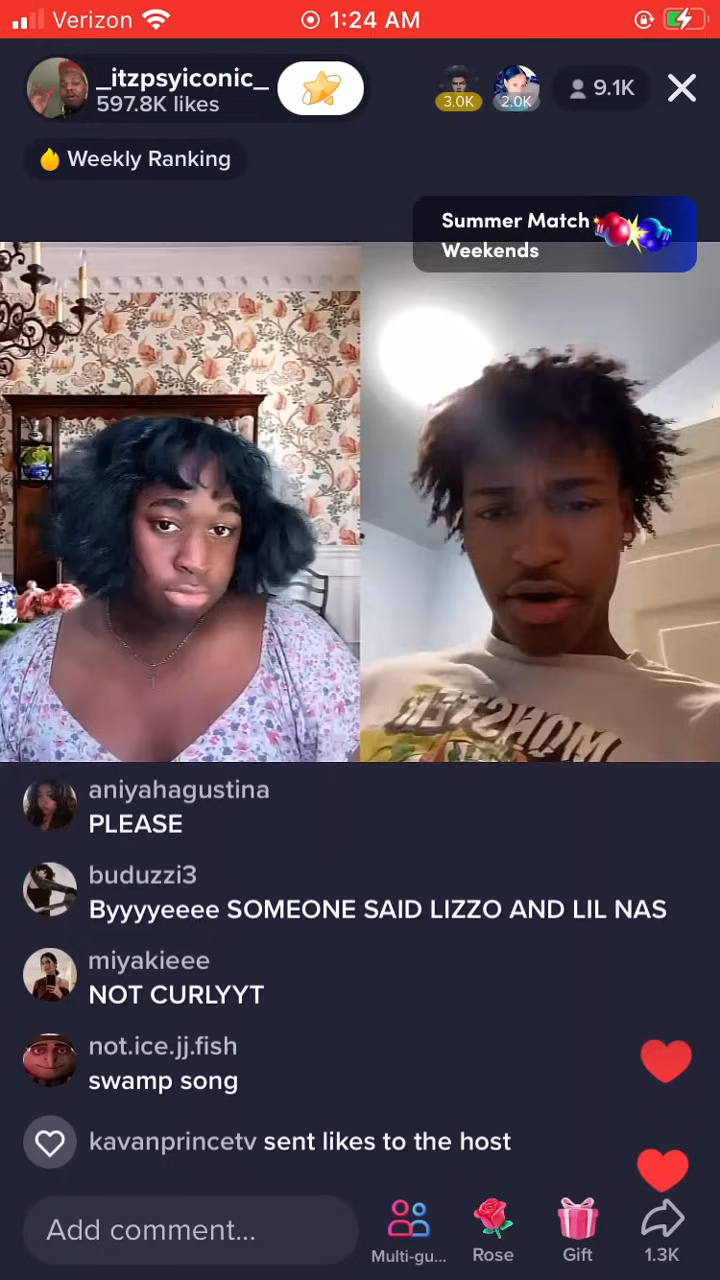 Verizon
1:24 AM
_itzpsyiconic_
597.8K likes
3.0K
2.0K
9.1K
Weekly Ranking
Summer Match
Weekends
MONSTER
aniyahagustina
PLEASE
buduzzi3
Byyyyeeee SOMEONE SAID LIZZO AND LIL NAS
miyakieee
NOT CURLYYT
not.ice.jj.fish
swamp song
kavanprincetv sent likes to the host
Add comment...
Multi-gu...
Rose
Gift
1.3K